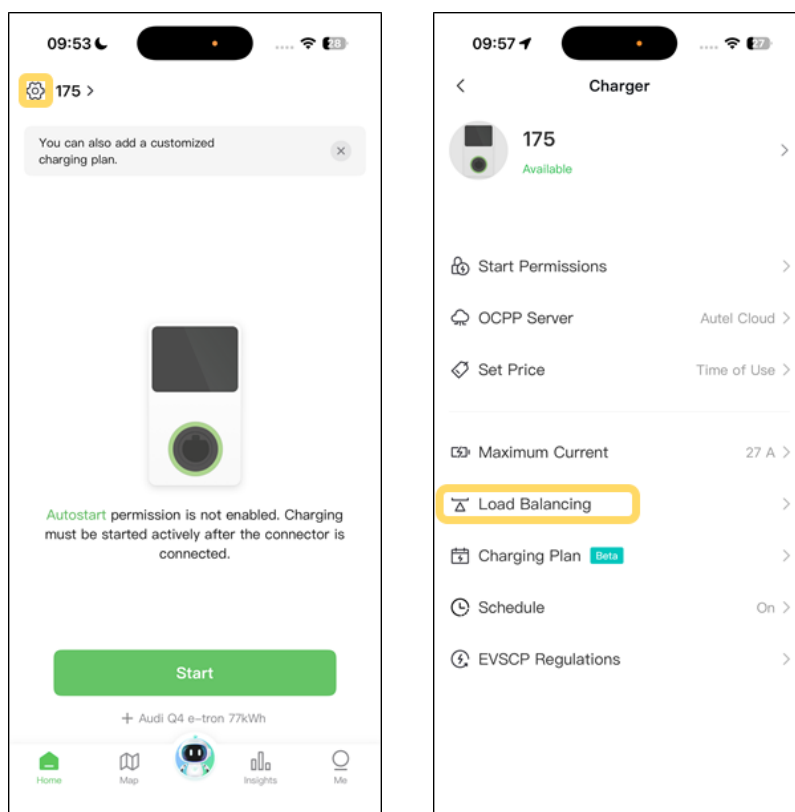 09:53
28
175 >
You can also add a customized
charging plan.
Autostart permission is not enabled. Charging
must be started actively after the connector is
connected.
Start
+ Audi Q4 e-tron 77kWh
Home
Map
Insights
Me
09:57
27
Charger
175
Available
Start Permissions
OCPP Server
Autel Cloud
Set Price
Time of Use
Maximum Current
27 A
Load Balancing
Charging Plan
Beta
Schedule
On
EVSCP Regulations